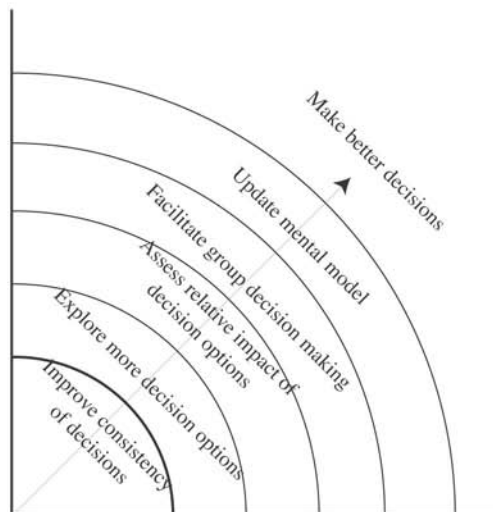 Make better decisions
Update mental model
Facilitate group decision making
Assess relative impact of
decision options
Explore more decision options
Improve consistency
of decisions